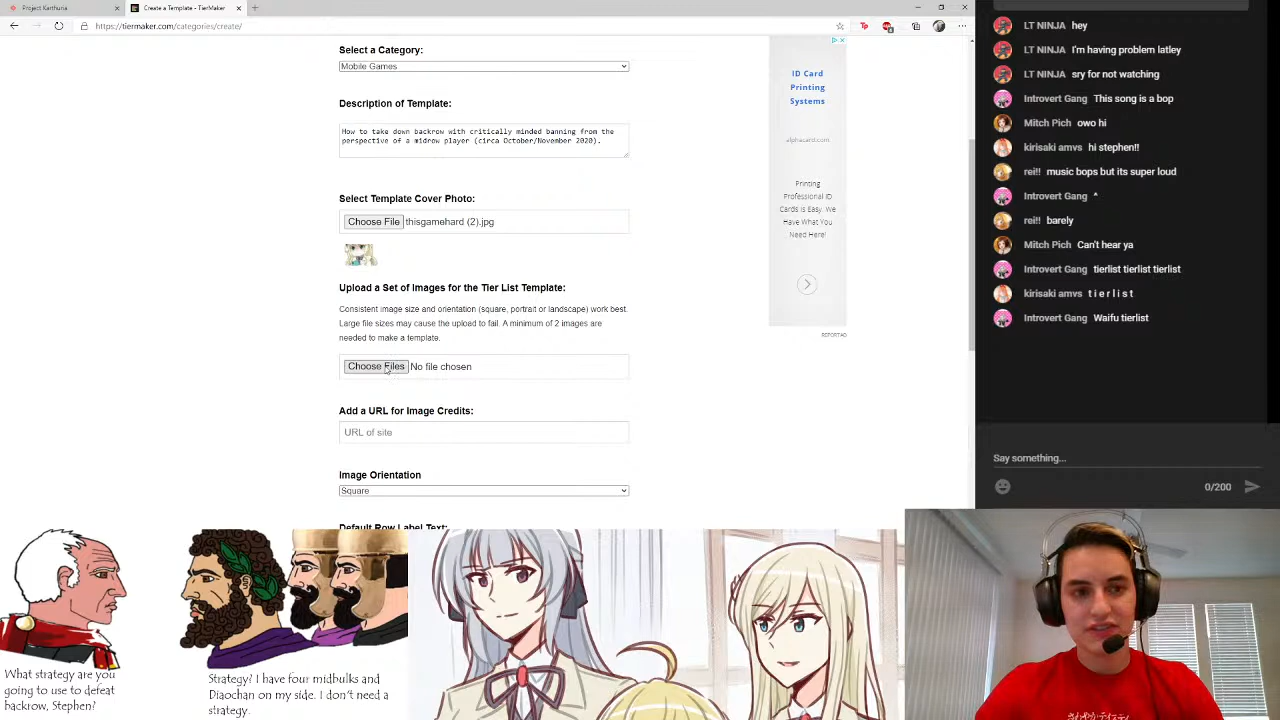 Project Karthuria
Create a Template - TierMaker
https://tiermaker.com/categories/create/
Select a Category:
Mobile Games
Description of Template:
How to take down backrow with critically minded banning from the
perspective of a midrow player (circa October/November 2020).
Select Template Cover Photo:
Choose File thisgamehard (2).jpg
Upload a Set of Images for the Tier List Template:
Consistent image size and orientation (square, portrait or landscape) work best.
Large file sizes may cause the upload to fail. A minimum of 2 images are
needed to make a template.
Choose Files No file chosen
Add a URL for Image Credits:
URL of site
Image Orientation
Square
Default Row Label Text:
ID Card
Printing
Systems
alphacard.com
Printing
Professional ID
Cards is Easy. We
Have What You
Need Here!
REPORT AD
LT NINJA hey
LT NINJA I'm having problem latley
LT NINJA sry for not watching
Introvert Gang This song is a bop
Mitch Pich owo hi
kirisaki amvs hi stephen!!
rei!! music bops but its super loud
Introvert Gang ^
rei!! barely
Mitch Pich Can't hear ya
Introvert Gang tierlist tierlist tierlist
kirisaki amvs t i e r l i s t
Introvert Gang Waifu tierlist
Say something...
0/200
What strategy are you
going to use to defeat
backrow, Stephen?
Strategy? I have four midbulks and
Diaochan on my side. I don't need a
strategy.